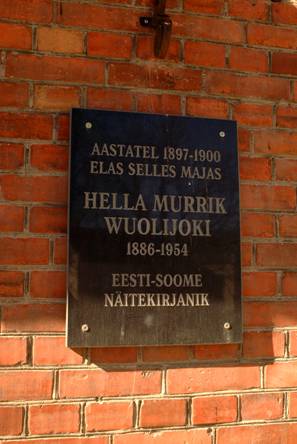 AASTATEL 1897-1900
ELAS SELLES MAJAS
HELLA MURRIK
WUOLIJOKI
1886-1954
EESTI-SOOME
NÄITEKIRJANIK